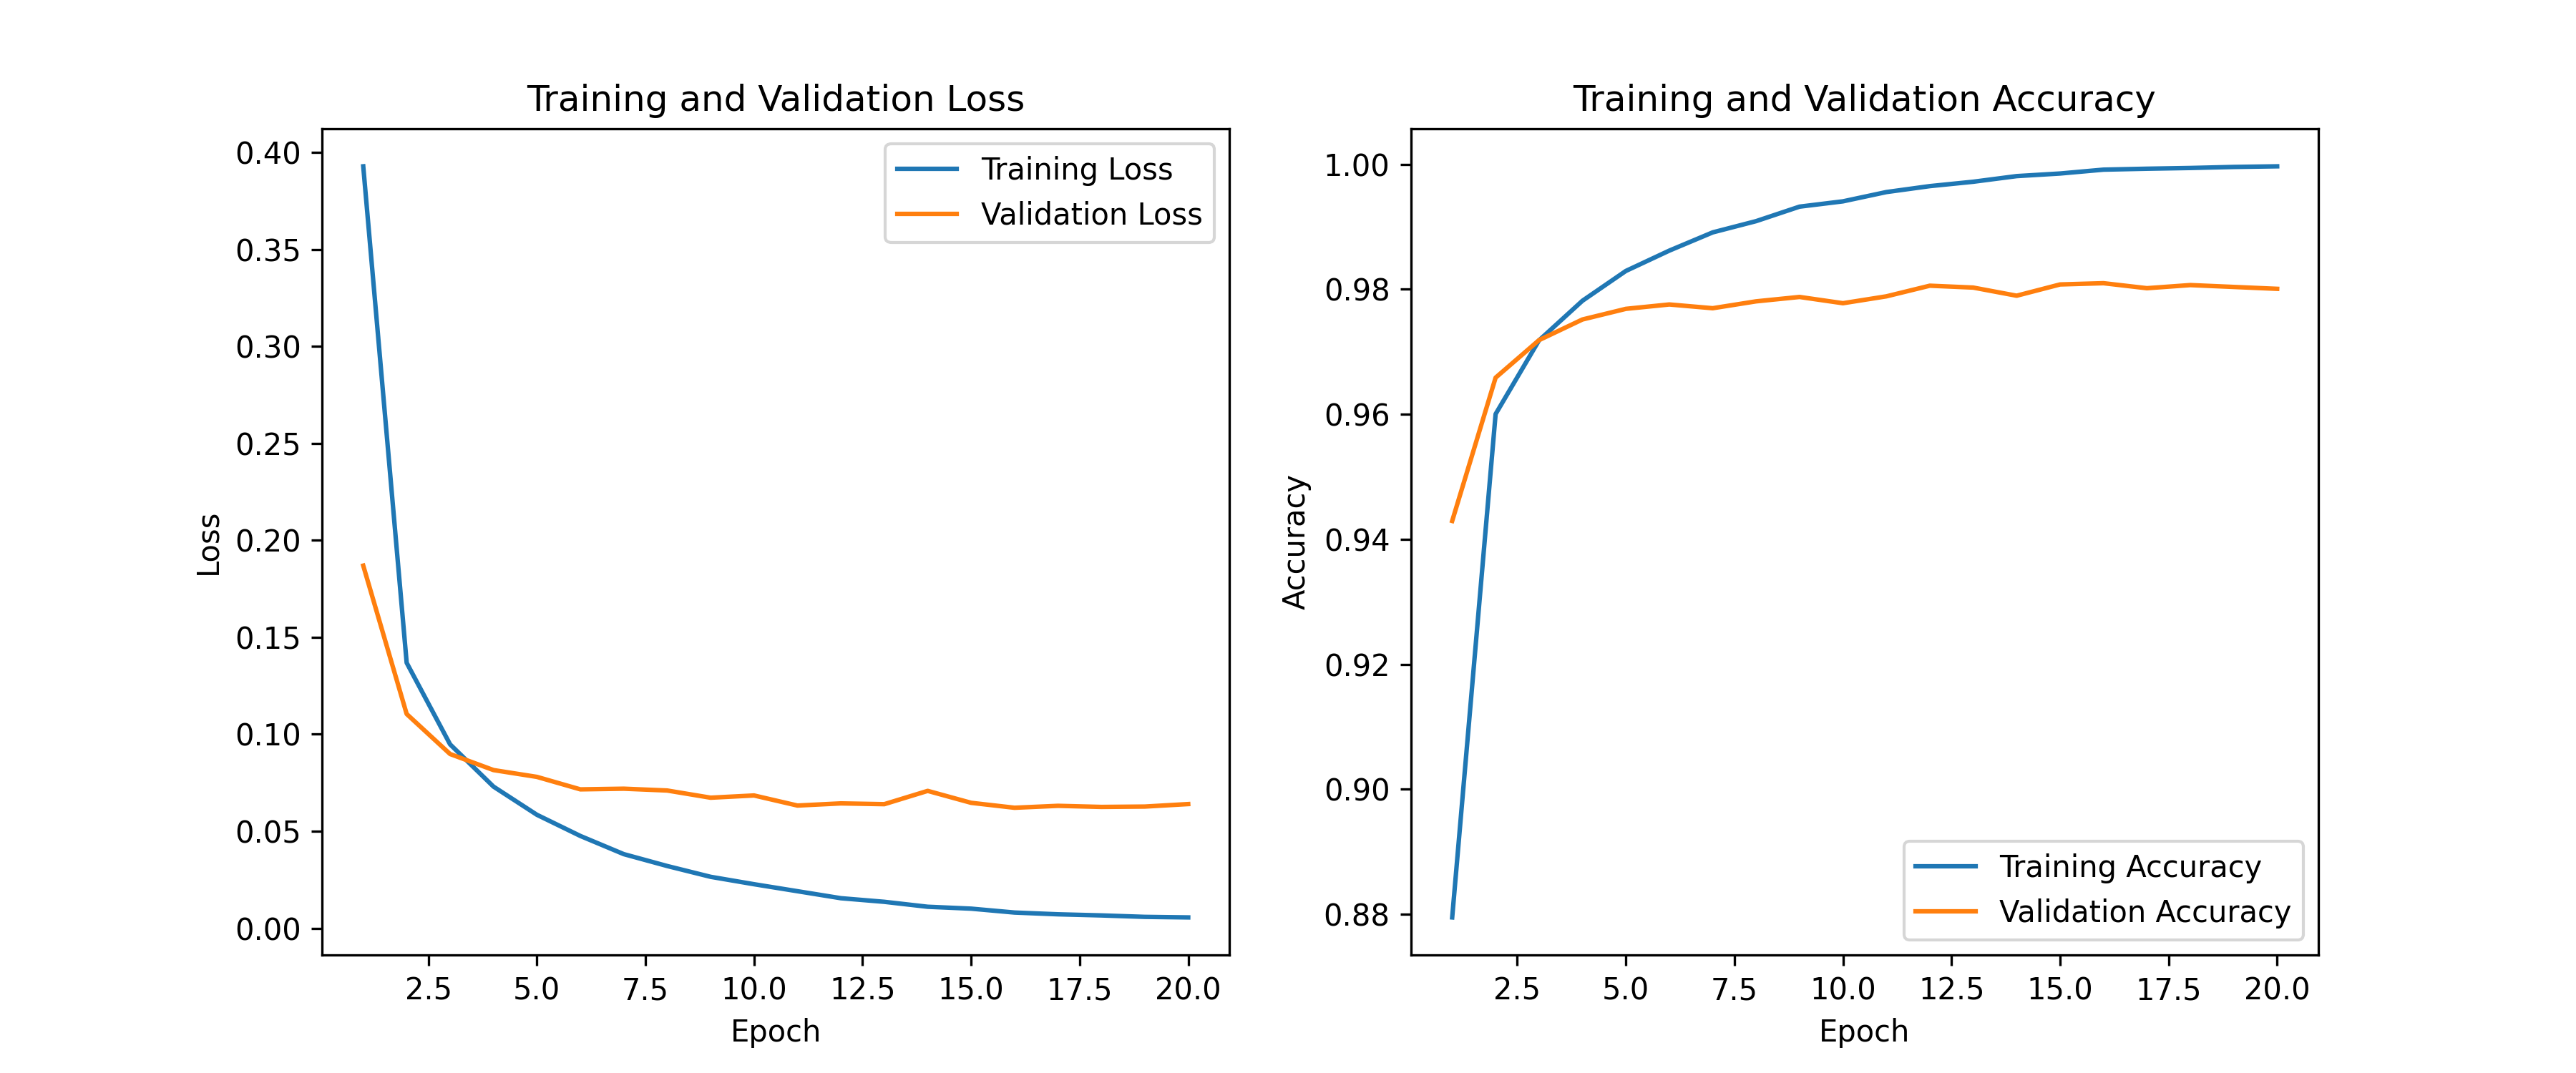 Training and Validation Loss
0.40
0.35
0.30
0.25
0.20
0.15
0.10
0.05
0.00
Loss
Training Loss
Validation Loss
2.5 5.0 7.5 10.0 12.5 15.0 17.5 20.0
Epoch
Training and Validation Accuracy
1.00
0.98
0.96
0.94
0.92
0.90
0.88
Accuracy
Training Accuracy
Validation Accuracy
2.5 5.0 7.5 10.0 12.5 15.0 17.5 20.0
Epoch